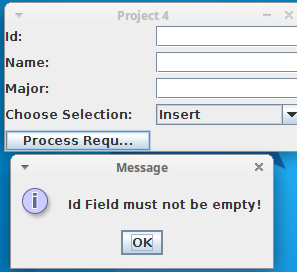 Project 4
Id:
Name:
Major:
Choose Selection: Insert
Process Requ...
Message
Id Field must not be empty!
OK